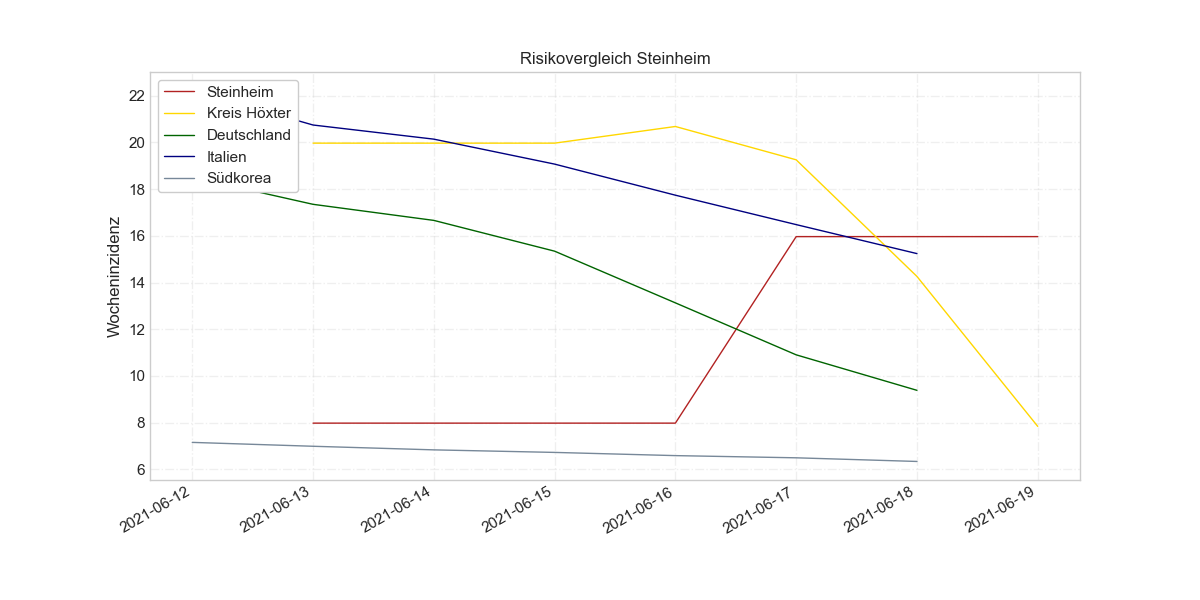 Risikovergleich Steinheim
Steinheim
Kreis Höxter
Deutschland
Italien
Südkorea
Wocheninzidenz
22
20
18
16
14
12
10
8
6
2021-06-12
2021-06-13
2021-06-14
2021-06-15
2021-06-16
2021-06-17
2021-06-18
2021-06-19